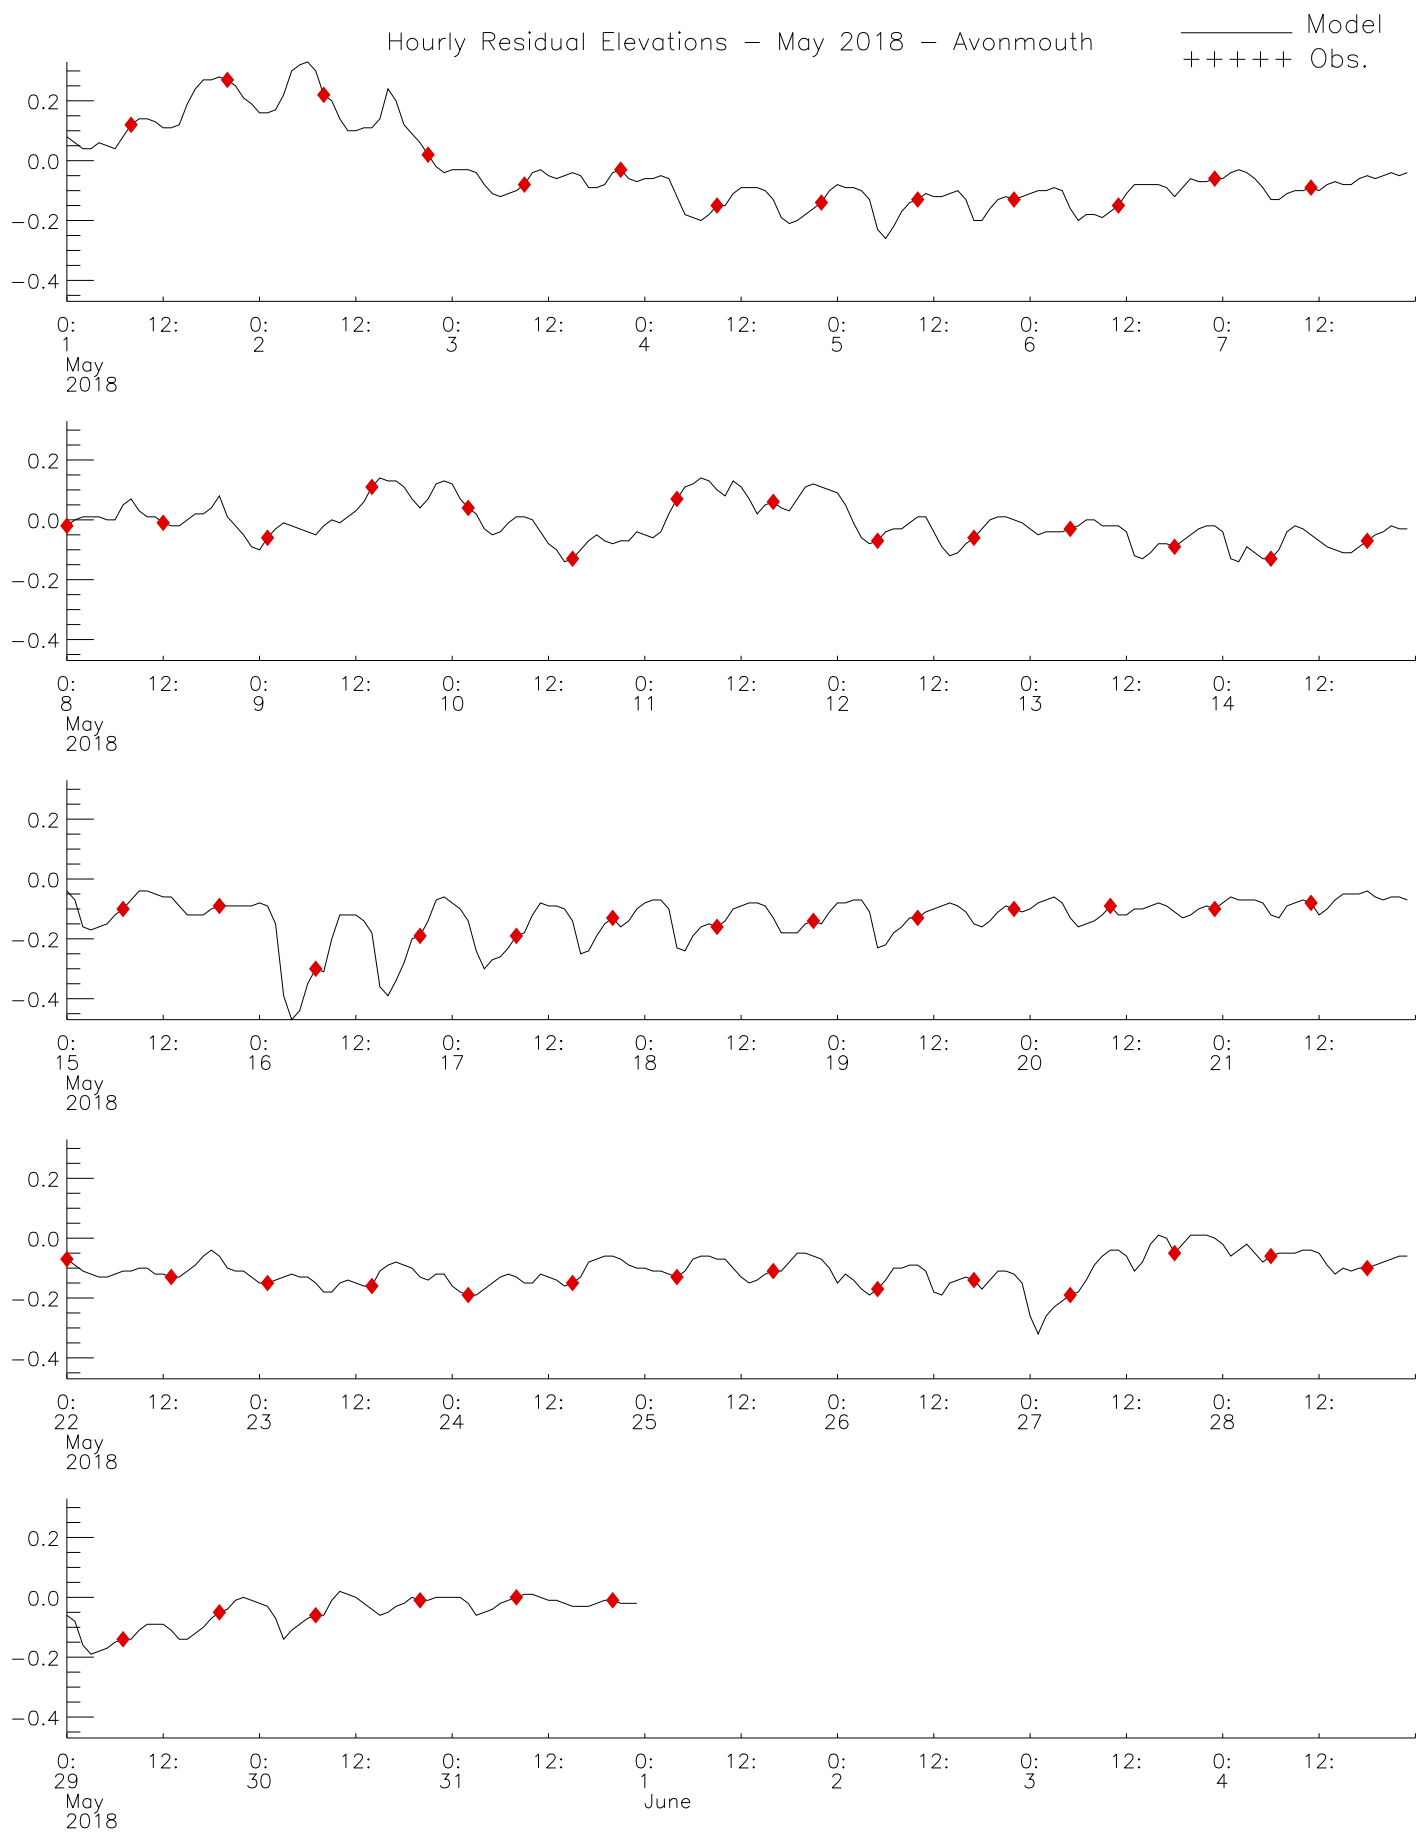 Hourly Residual Elevations – May 2018 – Avonmouth
Model
+++++ Obs.
0.2
0.0
−0.2
−0.4
0: 12: 0: 12: 0: 12: 0: 12: 0: 12: 0: 12: 0: 12:
1 2 3 4 5 6 7
May
2018
0.2
0.0
−0.2
−0.4
0: 12: 0: 12: 0: 12: 0: 12: 0: 12: 0: 12: 0: 12:
8 9 10 11 12 13 14
May
2018
0.2
0.0
−0.2
−0.4
0: 12: 0: 12: 0: 12: 0: 12: 0: 12: 0: 12: 0: 12:
15 16 17 18 19 20 21
May
2018
0.2
0.0
−0.2
−0.4
0: 12: 0: 12: 0: 12: 0: 12: 0: 12: 0: 12: 0: 12:
22 23 24 25 26 27 28
May
2018
0.2
0.0
−0.2
−0.4
0: 12: 0: 12: 0: 12: 0: 12: 0: 12: 0: 12: 0: 12:
29 30 31 1 2 3 4
May June
2018